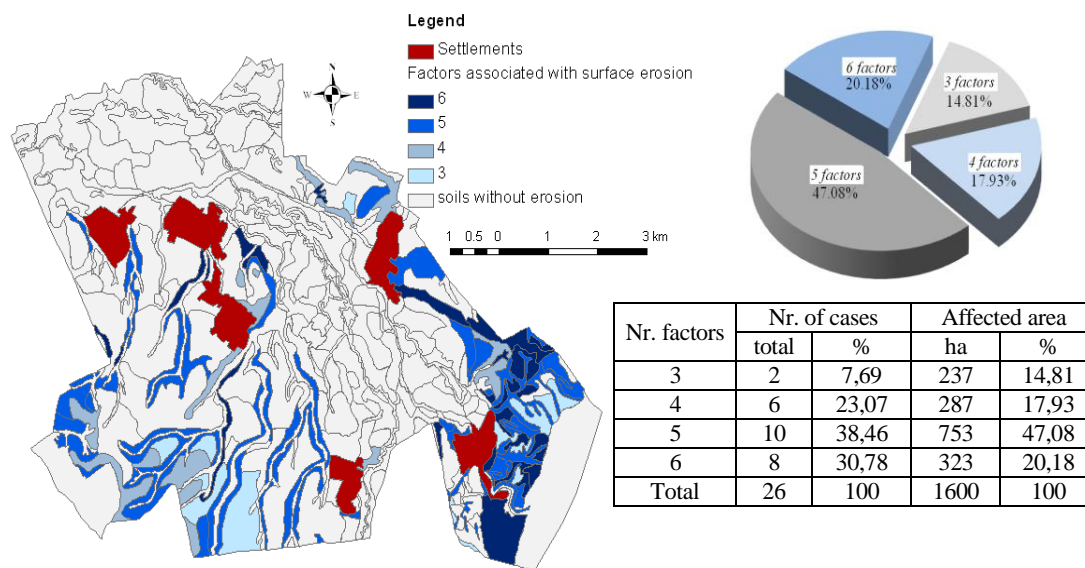 Legend
Settlements
Factors associated with surface erosion
6
5
4
3
soils without erosion
N
W E
S
1 0.5 0 1 2 3 km
6 factors
20.18%
3 factors
14.81%
4 factors
17.93%
5 factors
47.08%
Nr. factors Nr. of cases Affected area
total % ha %
3 2 7,69 237 14,81
4 6 23,07 287 17,93
5 10 38,46 753 47,08
6 8 30,78 323 20,18
Total 26 100 1600 100